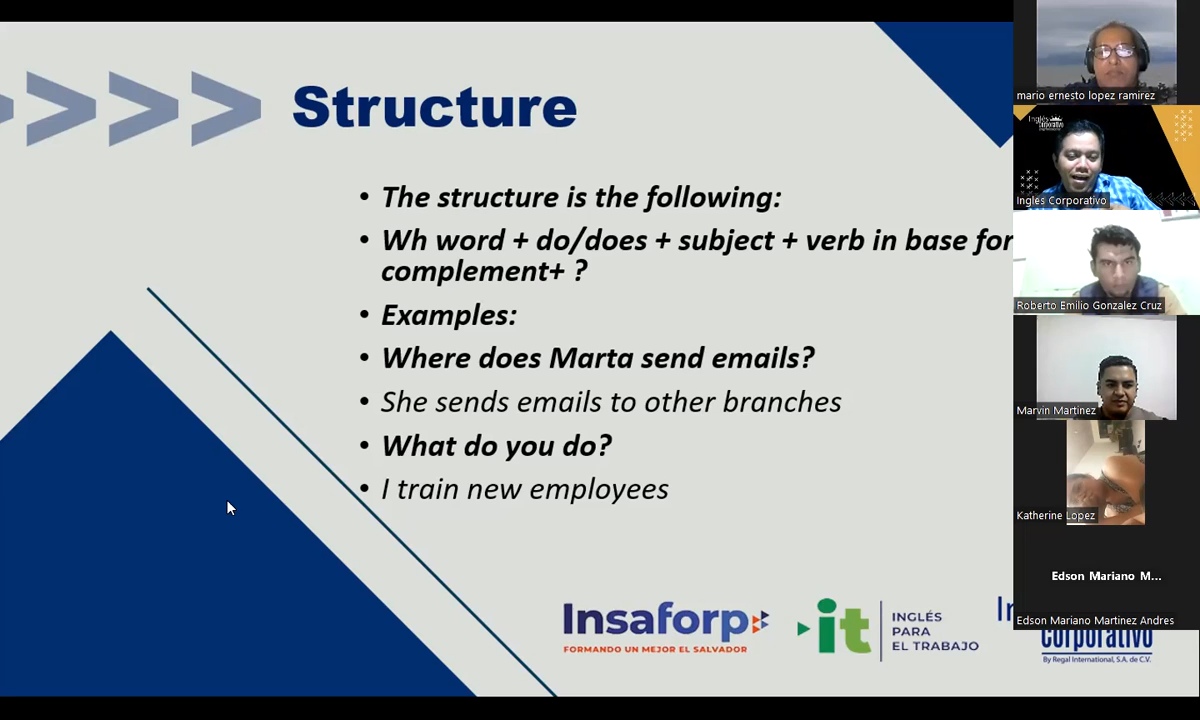 Structure
• The structure is the following:
• Wh word + do/does + subject + verb in base for
complement+ ?
• Examples:
• Where does Marta send emails?
• She sends emails to other branches
• What do you do?
• I train new employees
Insaforp
FORMANDO UN MEJOR EL SALVADOR
it
INGLÉS
PARA
EL TRABAJO
In
corporativo
By Regal International, S.A. de C.V.
mario ernesto lopez ramirez
Inglés
Corporativo
Ingles Corporativo
Roberto Emilio Gonzalez Cruz
Marvin Martinez
Katherine Lopez
Edson Mariano M...
Edson Mariano Martinez Andres